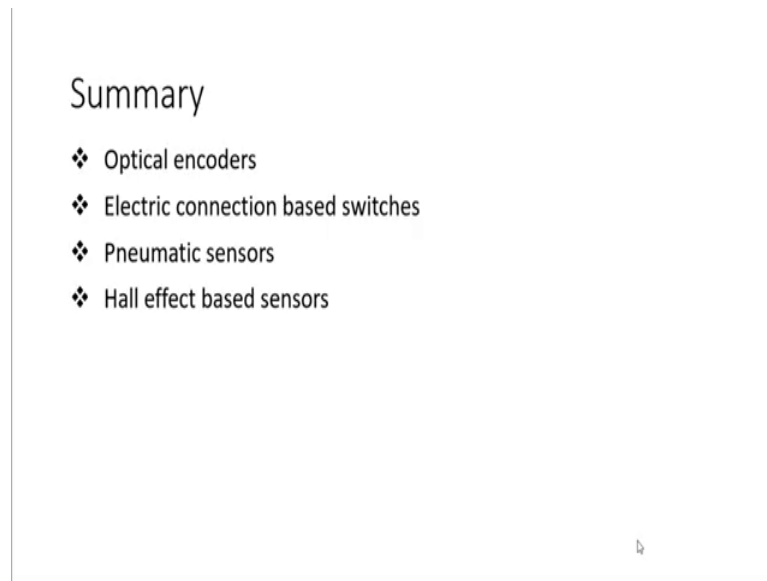 Summary
❖ Optical encoders
❖ Electric connection based switches
❖ Pneumatic sensors
❖ Hall effect based sensors